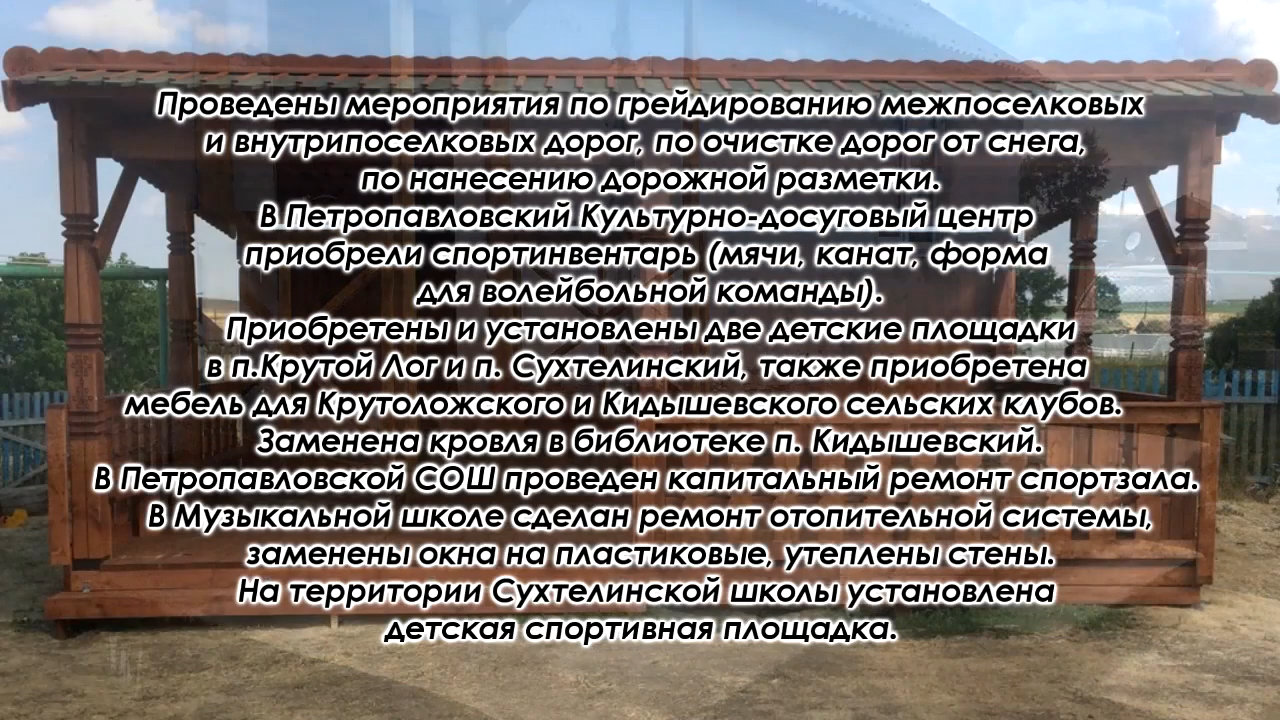 Проведены мероприятия по грейдированию межпоселковых
и внутрипоселковых дорог, по очистке дорог от снега,
по нанесению дорожной разметки.
В Петропавловский Культурно-досуговый центр
приобрели спортинвентарь (мячи, канат, форма
для волейбольной команды).
Приобретены и установлены две детские площадки
в п.Крутой Лог и п. Сухтелинский, также приобретена
мебель для Крутоложского и Кидышевского сельских клубов.
Заменена кровля в библиотеке п. Кидышевский.
В Петропавловской СОШ проведен капитальный ремонт спортзала.
В Музыкальной школе сделан ремонт отопительной системы,
заменены окна на пластиковые, утеплены стены.
На территории Сухтелинской школы установлена
детская спортивная площадка.